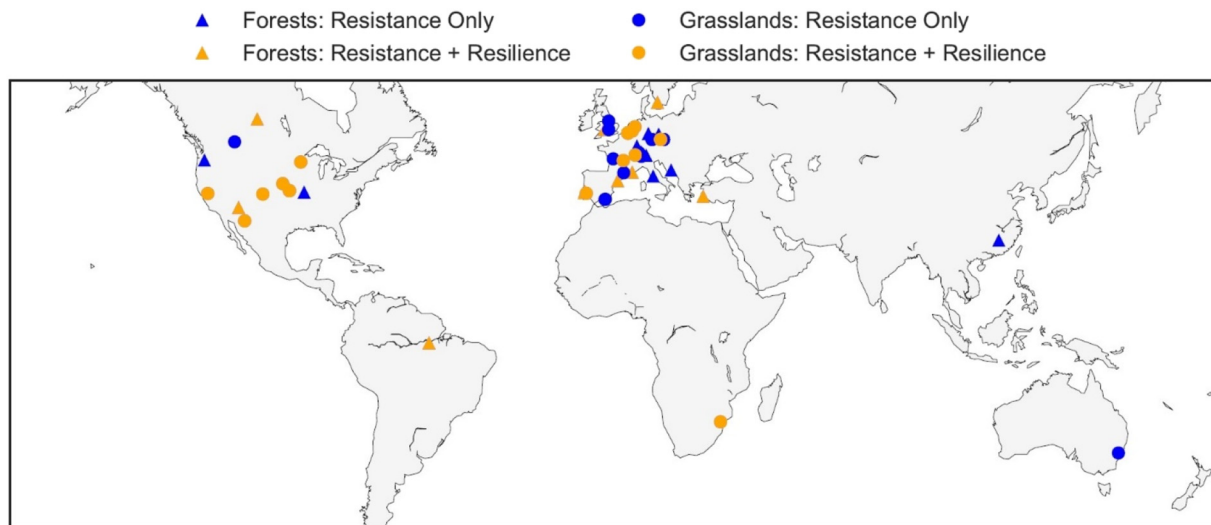 Forests: Resistance Only
Grasslands: Resistance Only
Forests: Resistance + Resilience
Grasslands: Resistance + Resilience